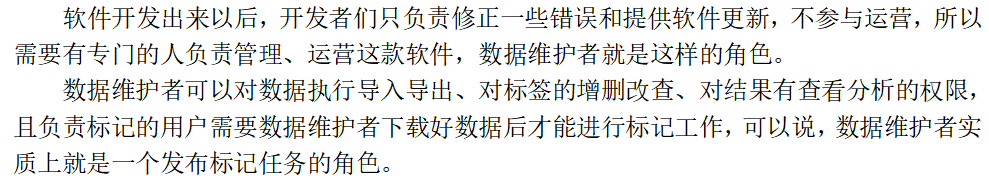 软件开发出来以后，开发者们只负责修正一些错误和提供软件更新，不参与运营，所以
需要有专门的人负责管理、运营这款软件，数据维护者就是这样的角色。
数据维护者可以对数据执行导入导出、对标签的增删改查、对结果有查看分析的权限，
且负责标记的用户需要数据维护者下载好数据后才能进行标记工作，可以说，数据维护者实
质上就是一个发布标记任务的角色。